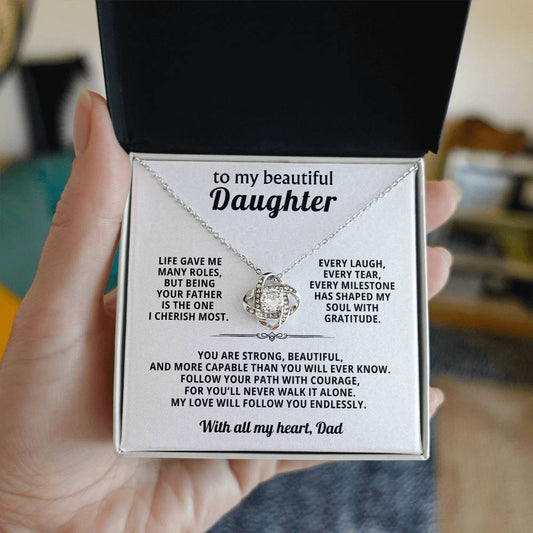 to my beautiful
Daughter
LIFE GAVE ME
MANY ROLES,
BUT BEING
YOUR FATHER
IS THE ONE
I CHERISH MOST.
EVERY LAUGH,
EVERY TEAR,
EVERY MILESTONE
HAS SHAPED MY
SOUL WITH
GRATITUDE.
YOU ARE STRONG, BEAUTIFUL,
AND MORE CAPABLE THAN YOU WILL EVER KNOW.
FOLLOW YOUR PATH WITH COURAGE,
FOR YOU'LL NEVER WALK IT ALONE.
MY LOVE WILL FOLLOW YOU ENDLESSLY.
With all my heart, Dad